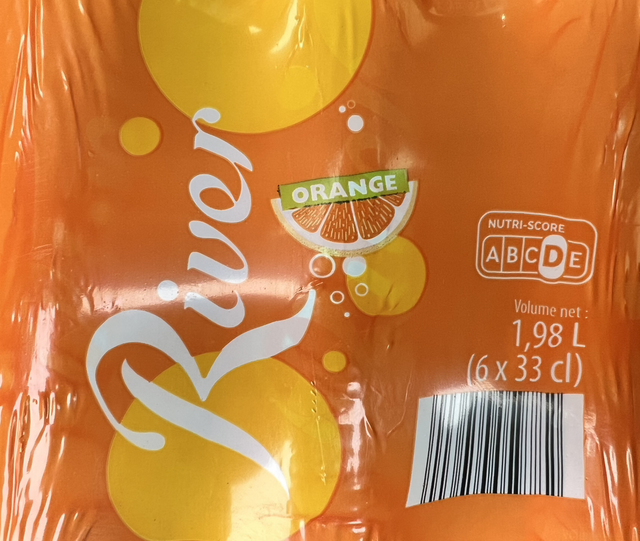 River
ORANGE
NUTRI-SCORE
ABCDE
Volume net :
1,98 L
(6 x 33 cl)